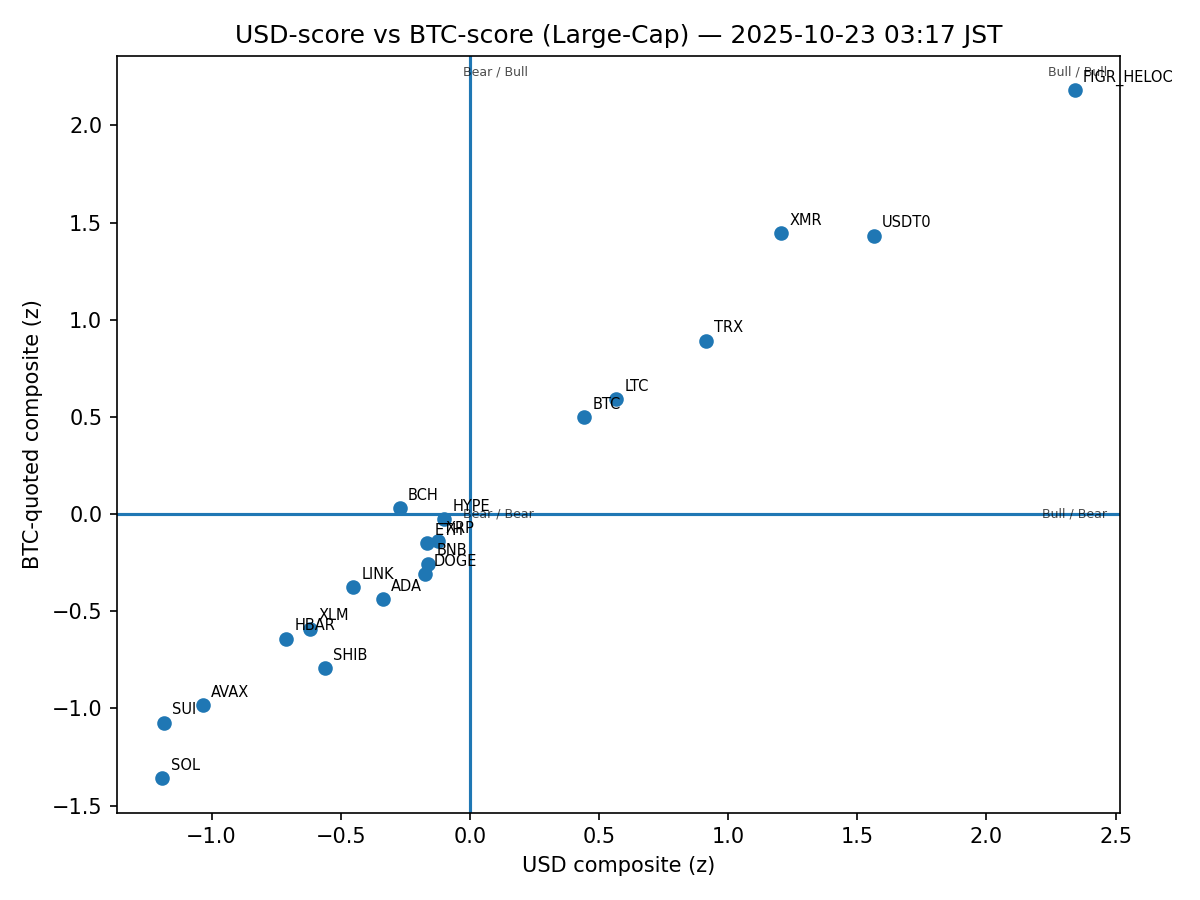 USD-score vs BTC-score (Large-Cap) — 2025-10-23 03:17 JST
Bear / Bull
Bull / Bull
FIGR_HELOC
XMR
USDT0
TRX
LTC
BTC
BCH
HYPE
Bear / Bear
Bull / Bear
XRP
ETH
BNB
DOGE
LINK
ADA
XLM
HBAR
SHIB
AVAX
SUI
SOL
2.0
1.5
1.0
0.5
0.0
−0.5
−1.0
−1.5
BTC-quoted composite (z)
−1.0
−0.5
0.0
0.5
1.0
1.5
2.0
2.5
USD composite (z)